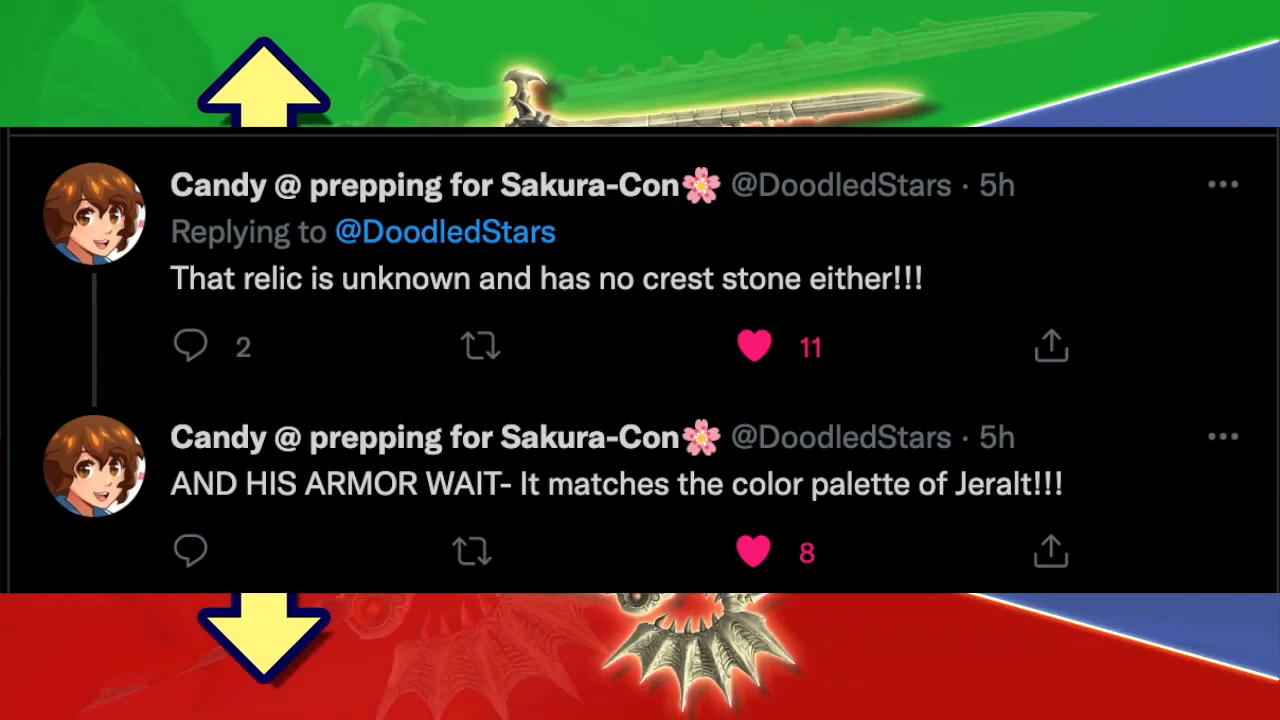 Candy @ prepping for Sakura-Con🌸 @DoodledStars · 5h
Replying to @DoodledStars
That relic is unknown and has no crest stone either!!!
2 11
Candy @ prepping for Sakura-Con🌸 @DoodledStars · 5h
AND HIS ARMOR WAIT- It matches the color palette of Jeralt!!!
8